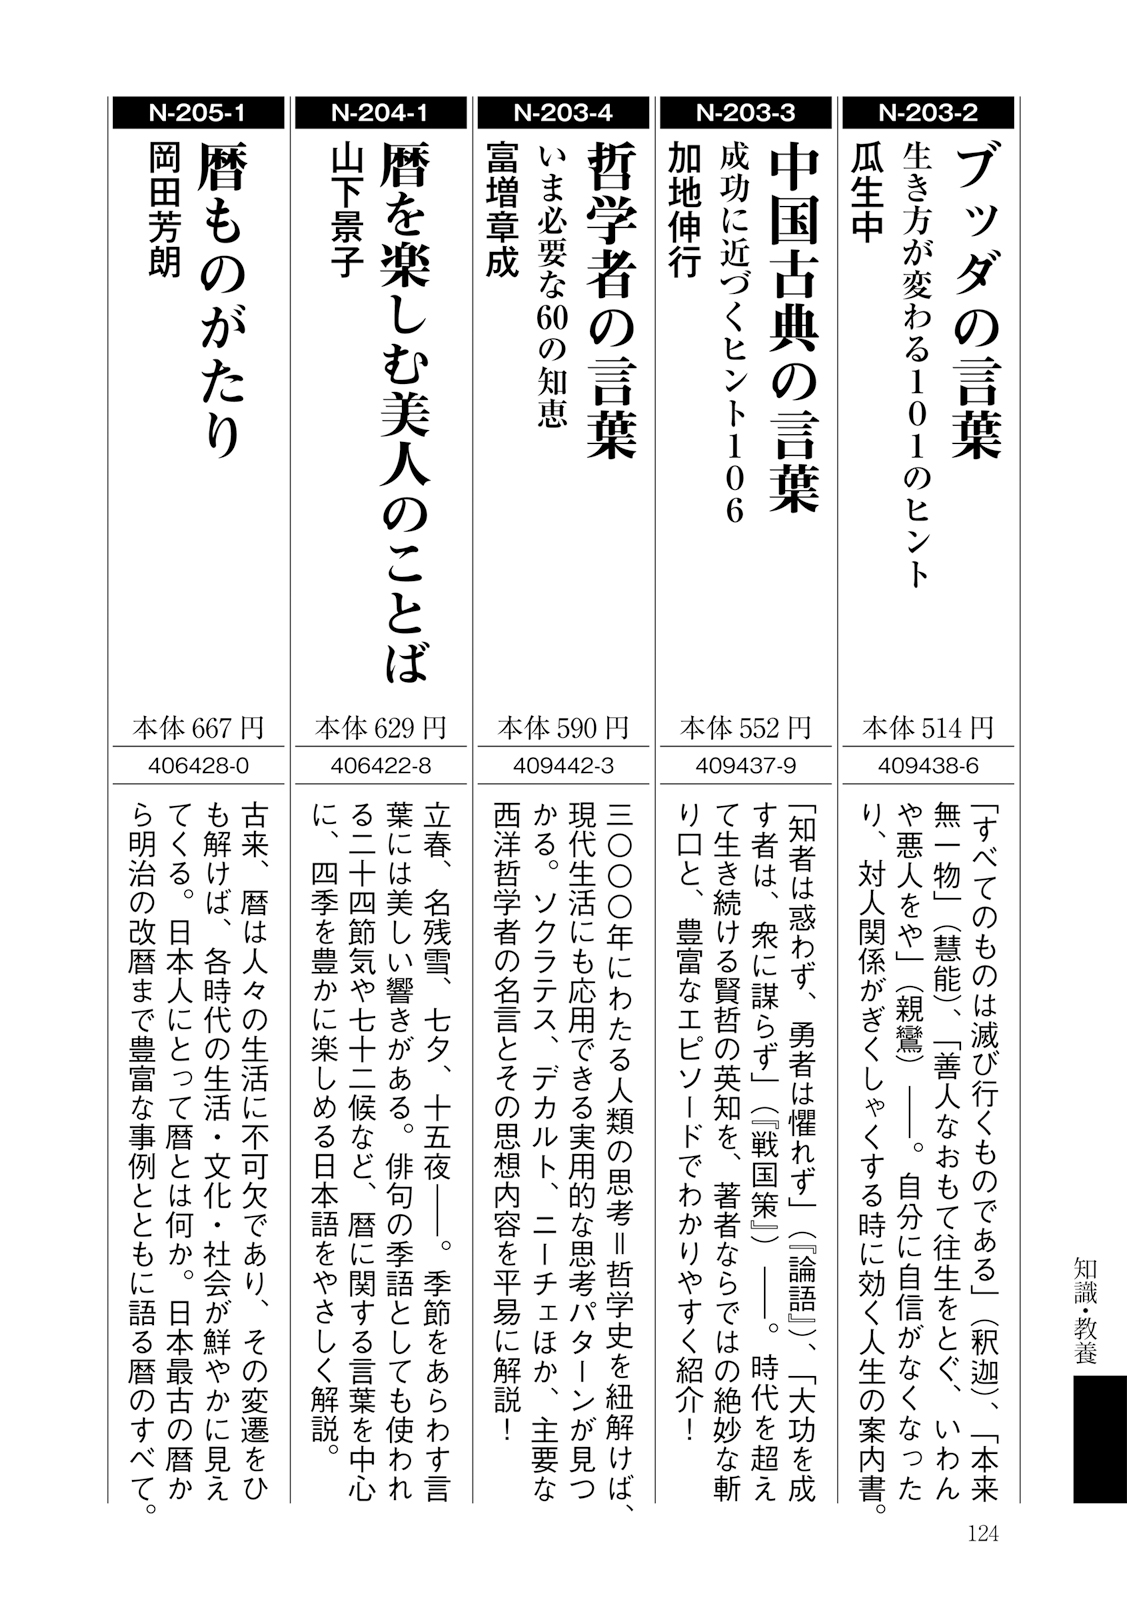 N-203-2
ブッダの言葉
生き方が変わる101のヒント
瓜生中
本体 514 円
409438-6
「すべてのものは滅び行くものである」（釈迦）、「本来
無一物」（慧能）、「善人なおもて往生をとぐ、いわん
や悪人をや」（親鸞）――。自分に自信がなくなった
り、対人関係がぎくしゃくする時に効く人生の案内書。
N-203-3
中国古典の言葉
成功に近づくヒント106
加地伸行
本体 552 円
409437-9
「知者は惑わず、勇者は懼れず」（『論語』）、「大功を成
す者は、衆に謀らず」（『戦国策』）――。時代を超え
て生き続ける賢哲の英知を、著者ならではの絶妙な斬
り口と、豊富なエピソードでわかりやすく紹介！
N-203-4
哲学者の言葉
いま必要な60の知恵
富増章成
本体 590 円
409442-3
三〇〇〇年にわたる人類の思考＝哲学史を紐解けば、
現代生活にも応用できる実用的な思考パターンが見つ
かる。ソクラテス、デカルト、ニーチェほか、主要な
西洋哲学者の名言とその思想内容を平易に解説！
N-204-1
暦を楽しむ美人のことば
山下景子
本体 629 円
406422-8
立春、名残雪、七夕、十五夜――。季節をあらわす言
葉には美しい響きがある。俳句の季語としても使われ
る二十四節気や七十二候など、暦に関する言葉を中心
に、四季を豊かに楽しめる日本語をやさしく解説。
N-205-1
暦ものがたり
岡田芳朗
本体 667 円
406428-0
古来、暦は人々の生活に不可欠であり、その変遷をひ
も解けば、各時代の生活・文化・社会が鮮やかに見え
てくる。日本人にとって暦とは何か。日本最古の暦か
ら明治の改暦まで豊富な事例とともに語る暦のすべて。
知識・教養
124